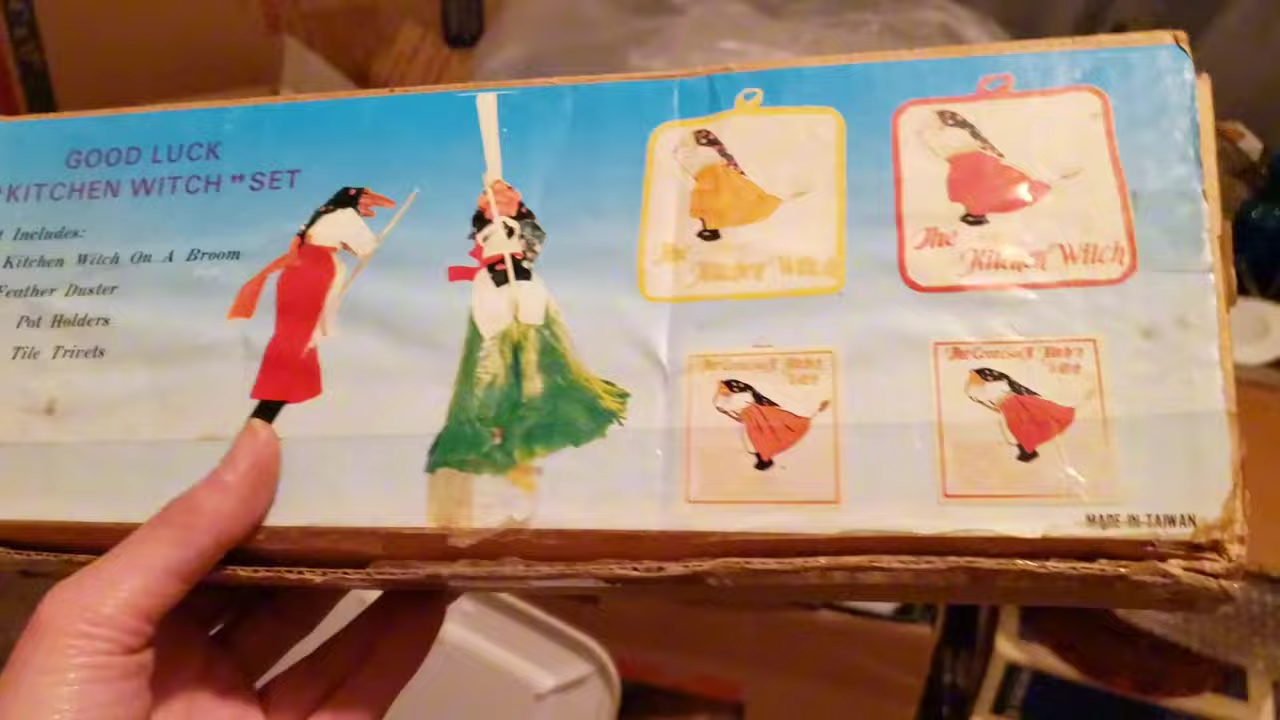 GOOD LUCK
"KITCHEN WITCH" SET
t Includes:
Kitchen Witch On A Broom
Feather Duster
Pot Holders
Tile Trivets
The
Kitchen Witch
MADE IN TAIWAN